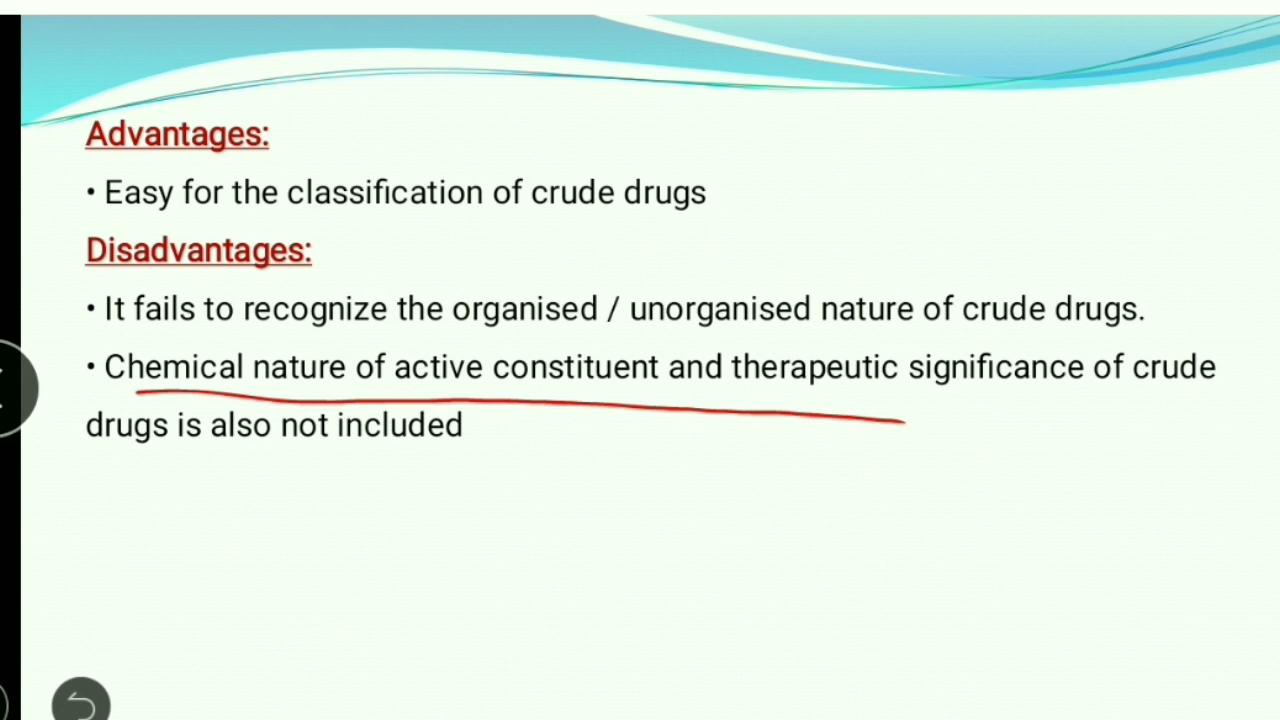 Advantages:
• Easy for the classification of crude drugs
Disadvantages:
• It fails to recognize the organised / unorganised nature of crude drugs.
• Chemical nature of active constituent and therapeutic significance of crude
drugs is also not included